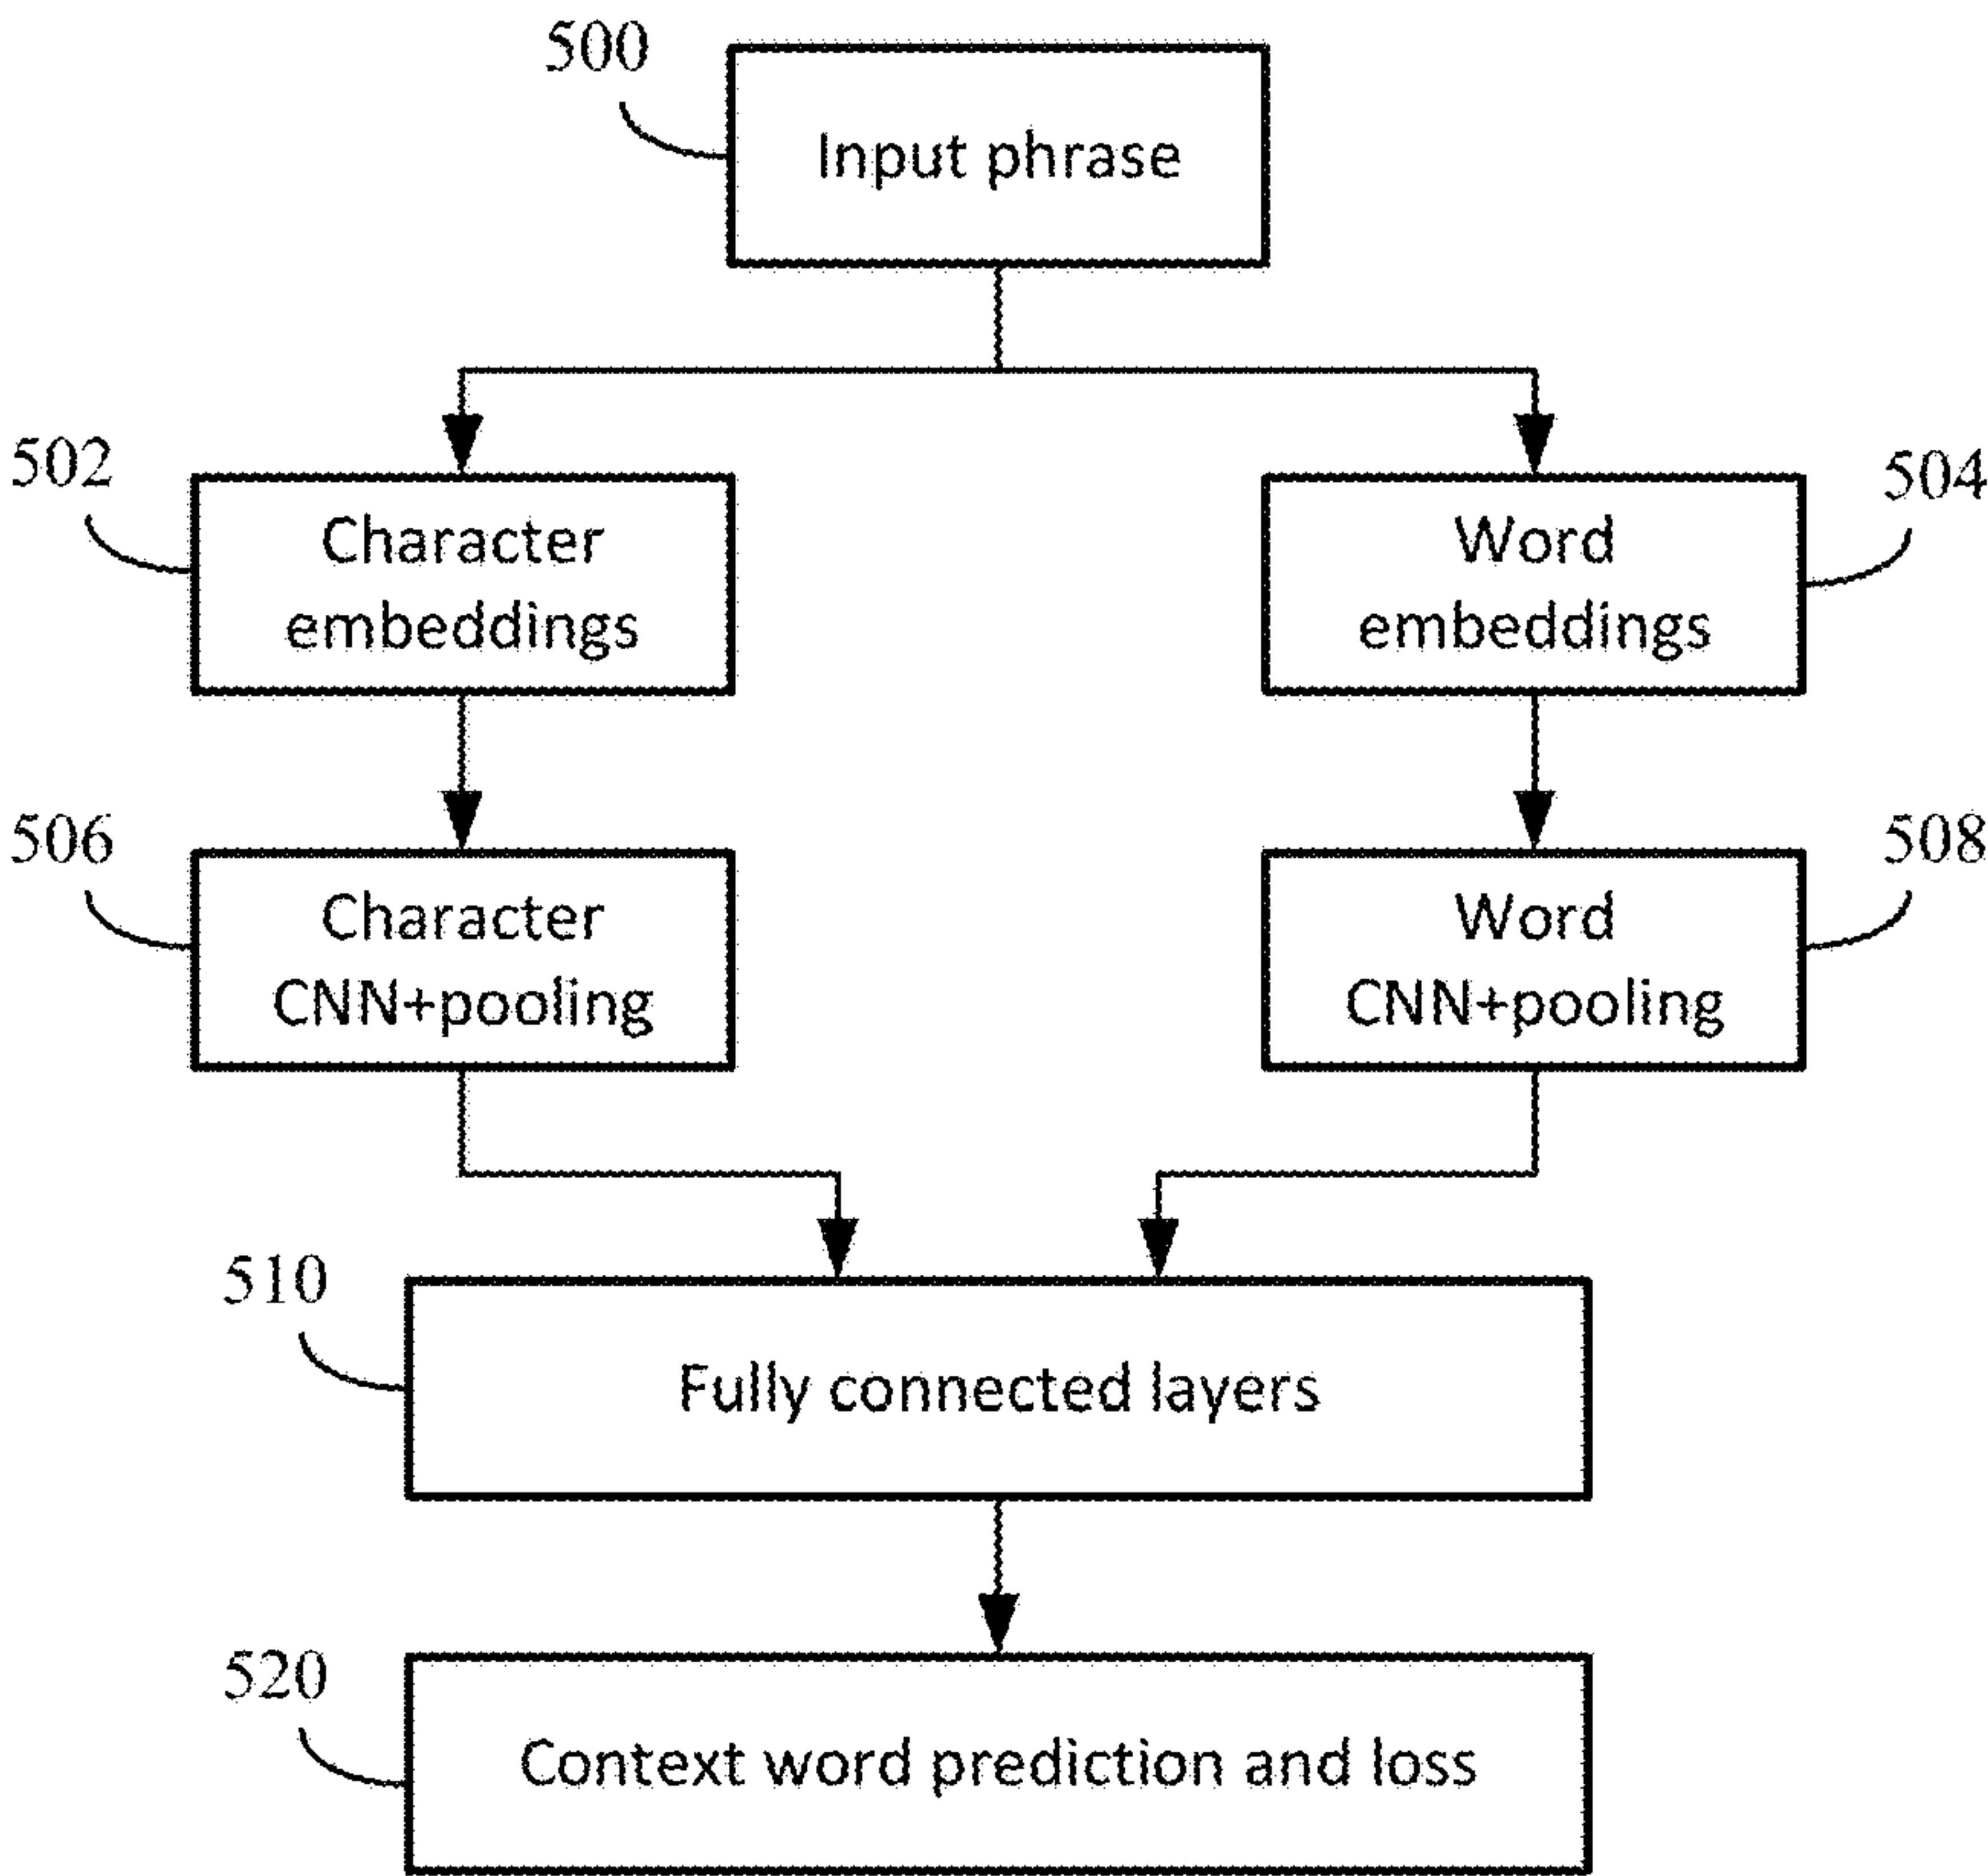 500
Input phrase
502
Character
embeddings
504
Word
embeddings
506
Character
CNN+pooling
508
Word
CNN+pooling
510
Fully connected layers
520
Context word prediction and loss